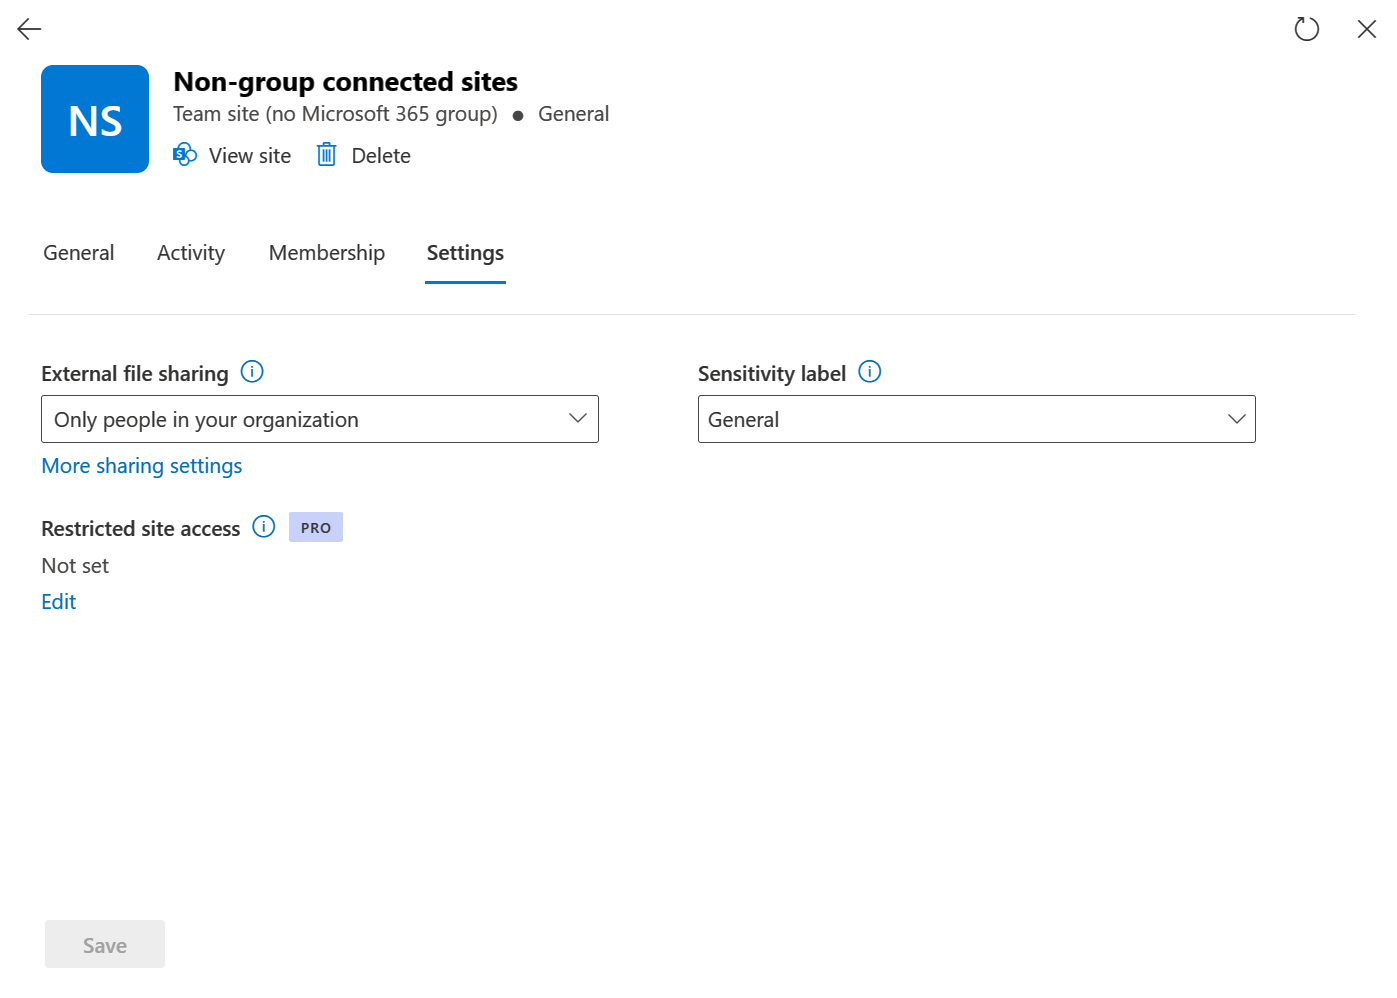 Non-group connected sites
NS
Team site (no Microsoft 365 group) ● General
View site Delete
General Activity Membership Settings
External file sharing
Only people in your organization
More sharing settings
Sensitivity label
General
Restricted site access PRO
Not set
Edit
Save